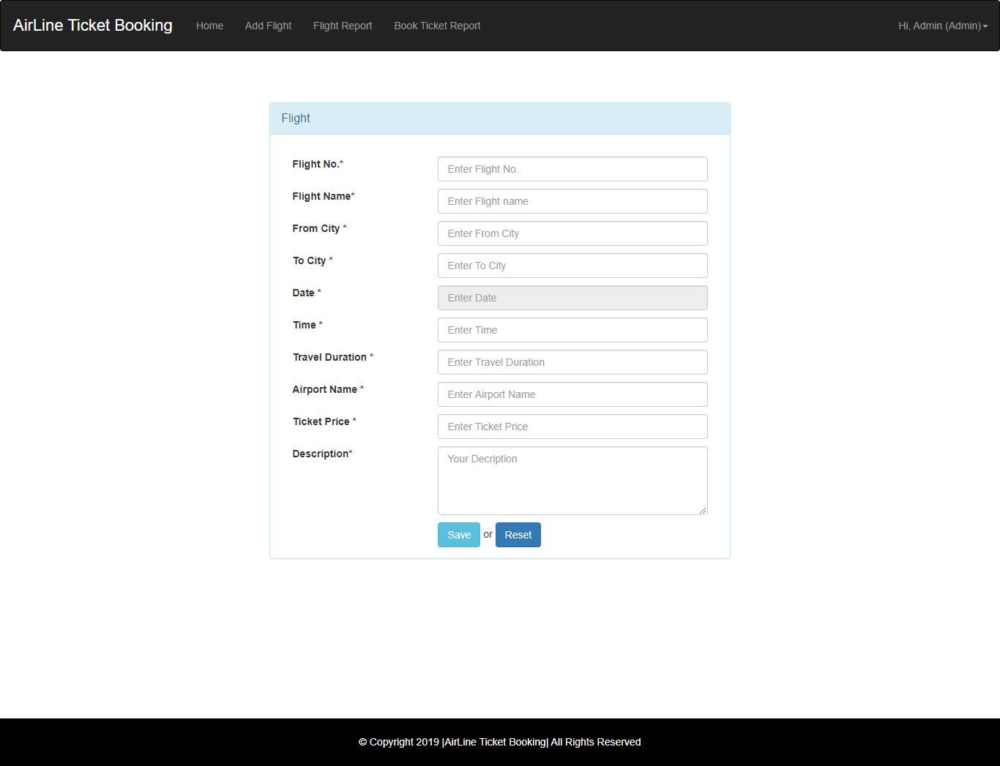 AirLine Ticket Booking Home Add Flight Flight Report Book Ticket Report Hi, Admin (Admin)
Flight
Flight No.* Enter Flight No.
Flight Name* Enter Flight name
From City * Enter From City
To City * Enter To City
Date * Enter Date
Time * Enter Time
Travel Duration * Enter Travel Duration
Airport Name * Enter Airport Name
Ticket Price * Enter Ticket Price
Description* Your Decription
Save or Reset
© Copyright 2019 |AirLine Ticket Booking| All Rights Reserved